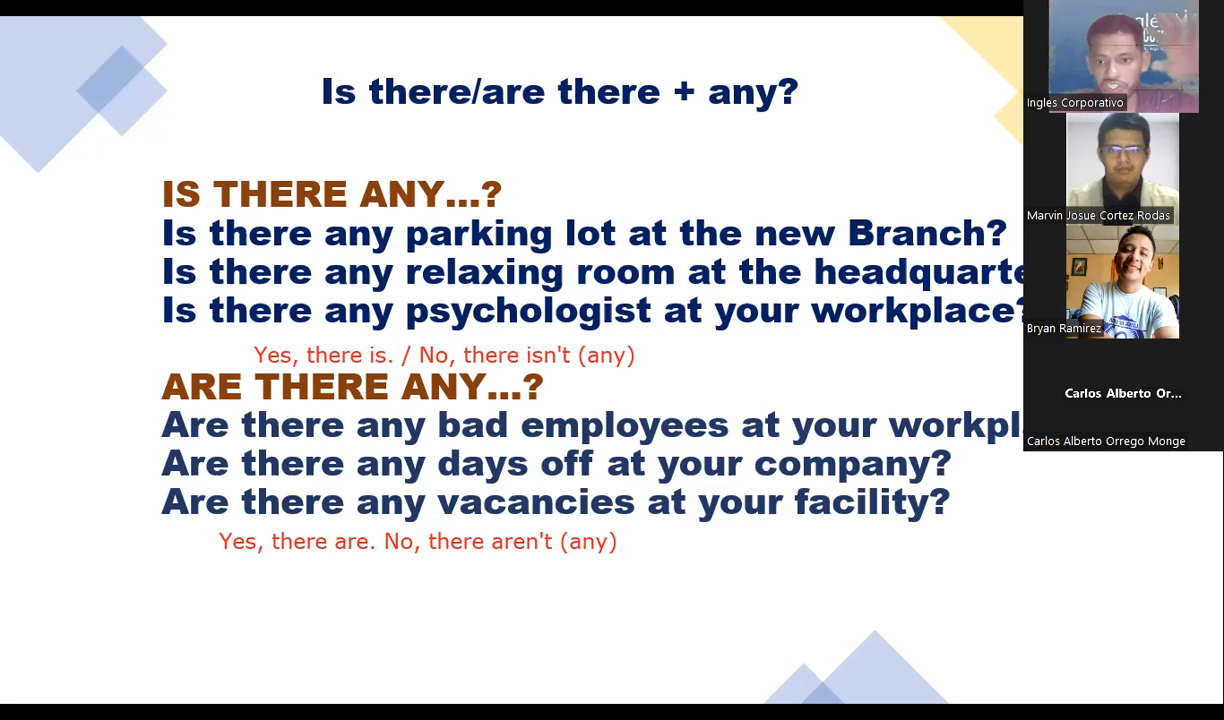 Is there/are there + any?
IS THERE ANY...?
Is there any parking lot at the new Branch?
Is there any relaxing room at the headquarte
Is there any psychologist at your workplace?
Yes, there is. / No, there isn't (any)
ARE THERE ANY...?
Are there any bad employees at your workpl
Are there any days off at your company?
Are there any vacancies at your facility?
Yes, there are. No, there aren't (any)
Ingles Corporativo
Marvin Josue Cortez Rodas
Bryan Ramirez
Carlos Alberto Or...
Carlos Alberto Orrego Monge